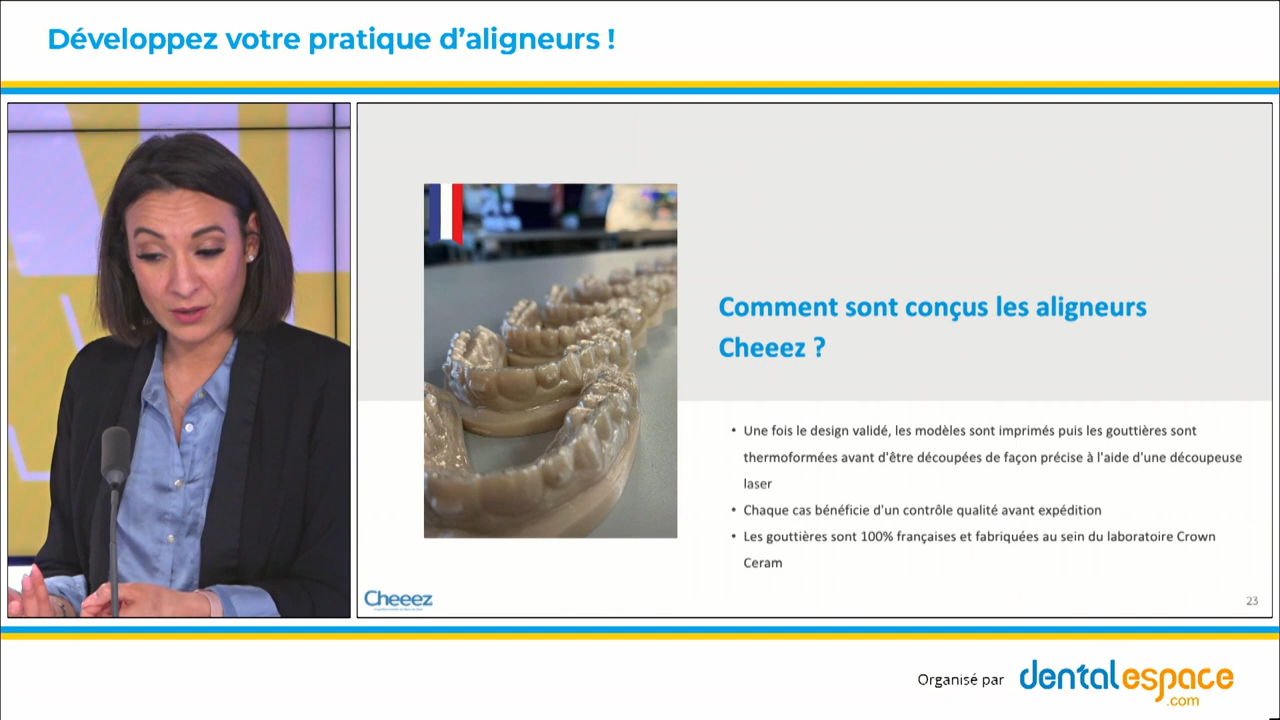 Développez votre pratique d’aligneurs !
Comment sont conçus les aligneurs
Cheeez ?
• Une fois le design validé, les modèles sont imprimés puis les gouttières sont
thermoformées avant d'être découpées de façon précise à l'aide d'une découpeuse
laser
• Chaque cas bénéficie d'un contrôle qualité avant expédition
• Les gouttières sont 100% françaises et fabriquées au sein du laboratoire Crown
Ceram
Cheeez
23
Organisé par
dentalespace
.com